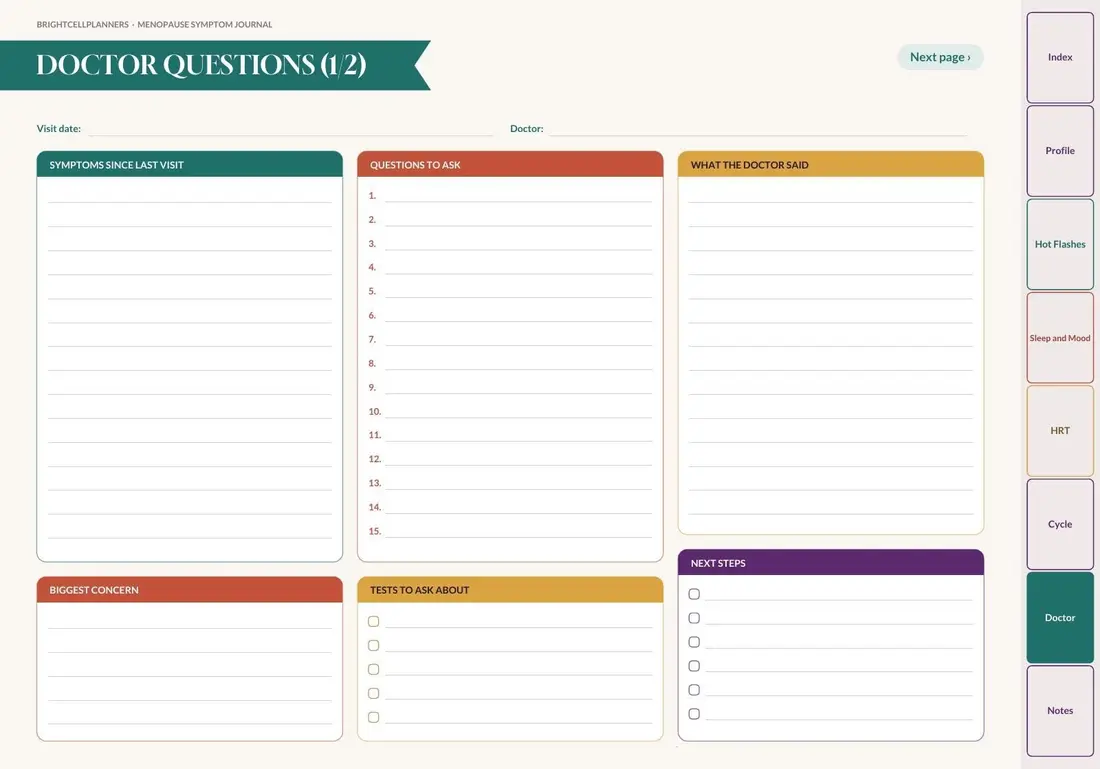 BRIGHTCELLPLANNERS · MENOPAUSE SYMPTOM JOURNAL
DOCTOR QUESTIONS (1/2)
Next page ›
Visit date:
Doctor:
SYMPTOMS SINCE LAST VISIT
QUESTIONS TO ASK
1.
2.
3.
4.
5.
6.
7.
8.
9.
10.
11.
12.
13.
14.
15.
WHAT THE DOCTOR SAID
BIGGEST CONCERN
TESTS TO ASK ABOUT
NEXT STEPS
Index
Profile
Hot Flashes
Sleep and Mood
HRT
Cycle
Doctor
Notes